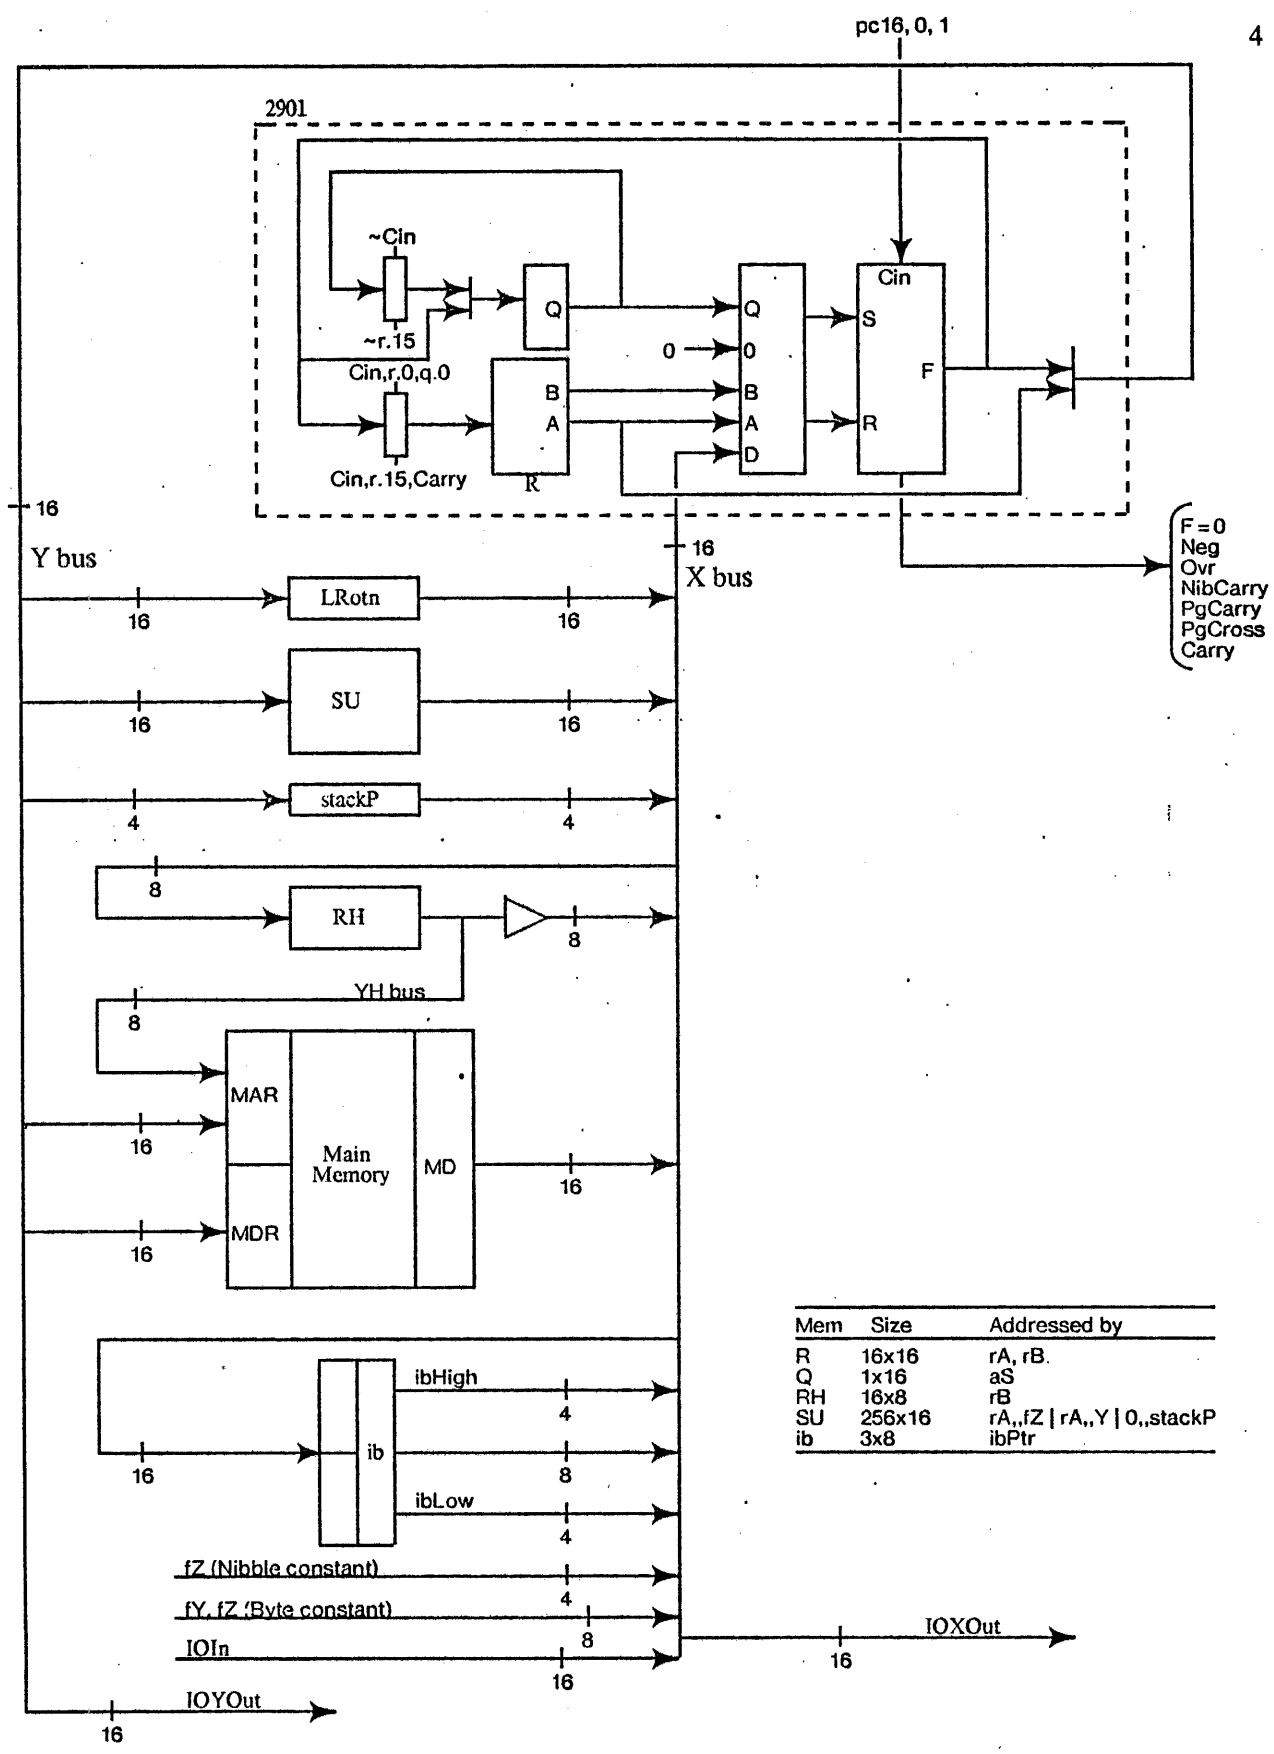 pc16, 0, 1
4
2901
~Cin
Cin
Q
Q
S
~r.15
0
0
Cin,r.0,q.0
F
B
B
A
A
R
D
Cin,r.15,Carry
R
16
16
Y bus
X bus
F=0
Neg
Ovr
NibCarry
PgCarry
PgCross
Carry
LRotn
16
16
SU
16
16
stackP
4
4
8
RH
8
YH bus
8
MAR
16
Main
Memory
MD
16
MDR
16
Mem Size Addressed by
R 16x16 rA, rB.
Q 1x16 aS
RH 16x8 rB
SU 256x16 rA,,fZ | rA,,Y | 0,,stackP
ib 3x8 ibPtr
ibHigh
4
ib
16
8
ibLow
4
fZ (Nibble constant)
4
fY, fZ (Byte constant)
8
IOIn
16
IOXOut
16
IOYOut
16